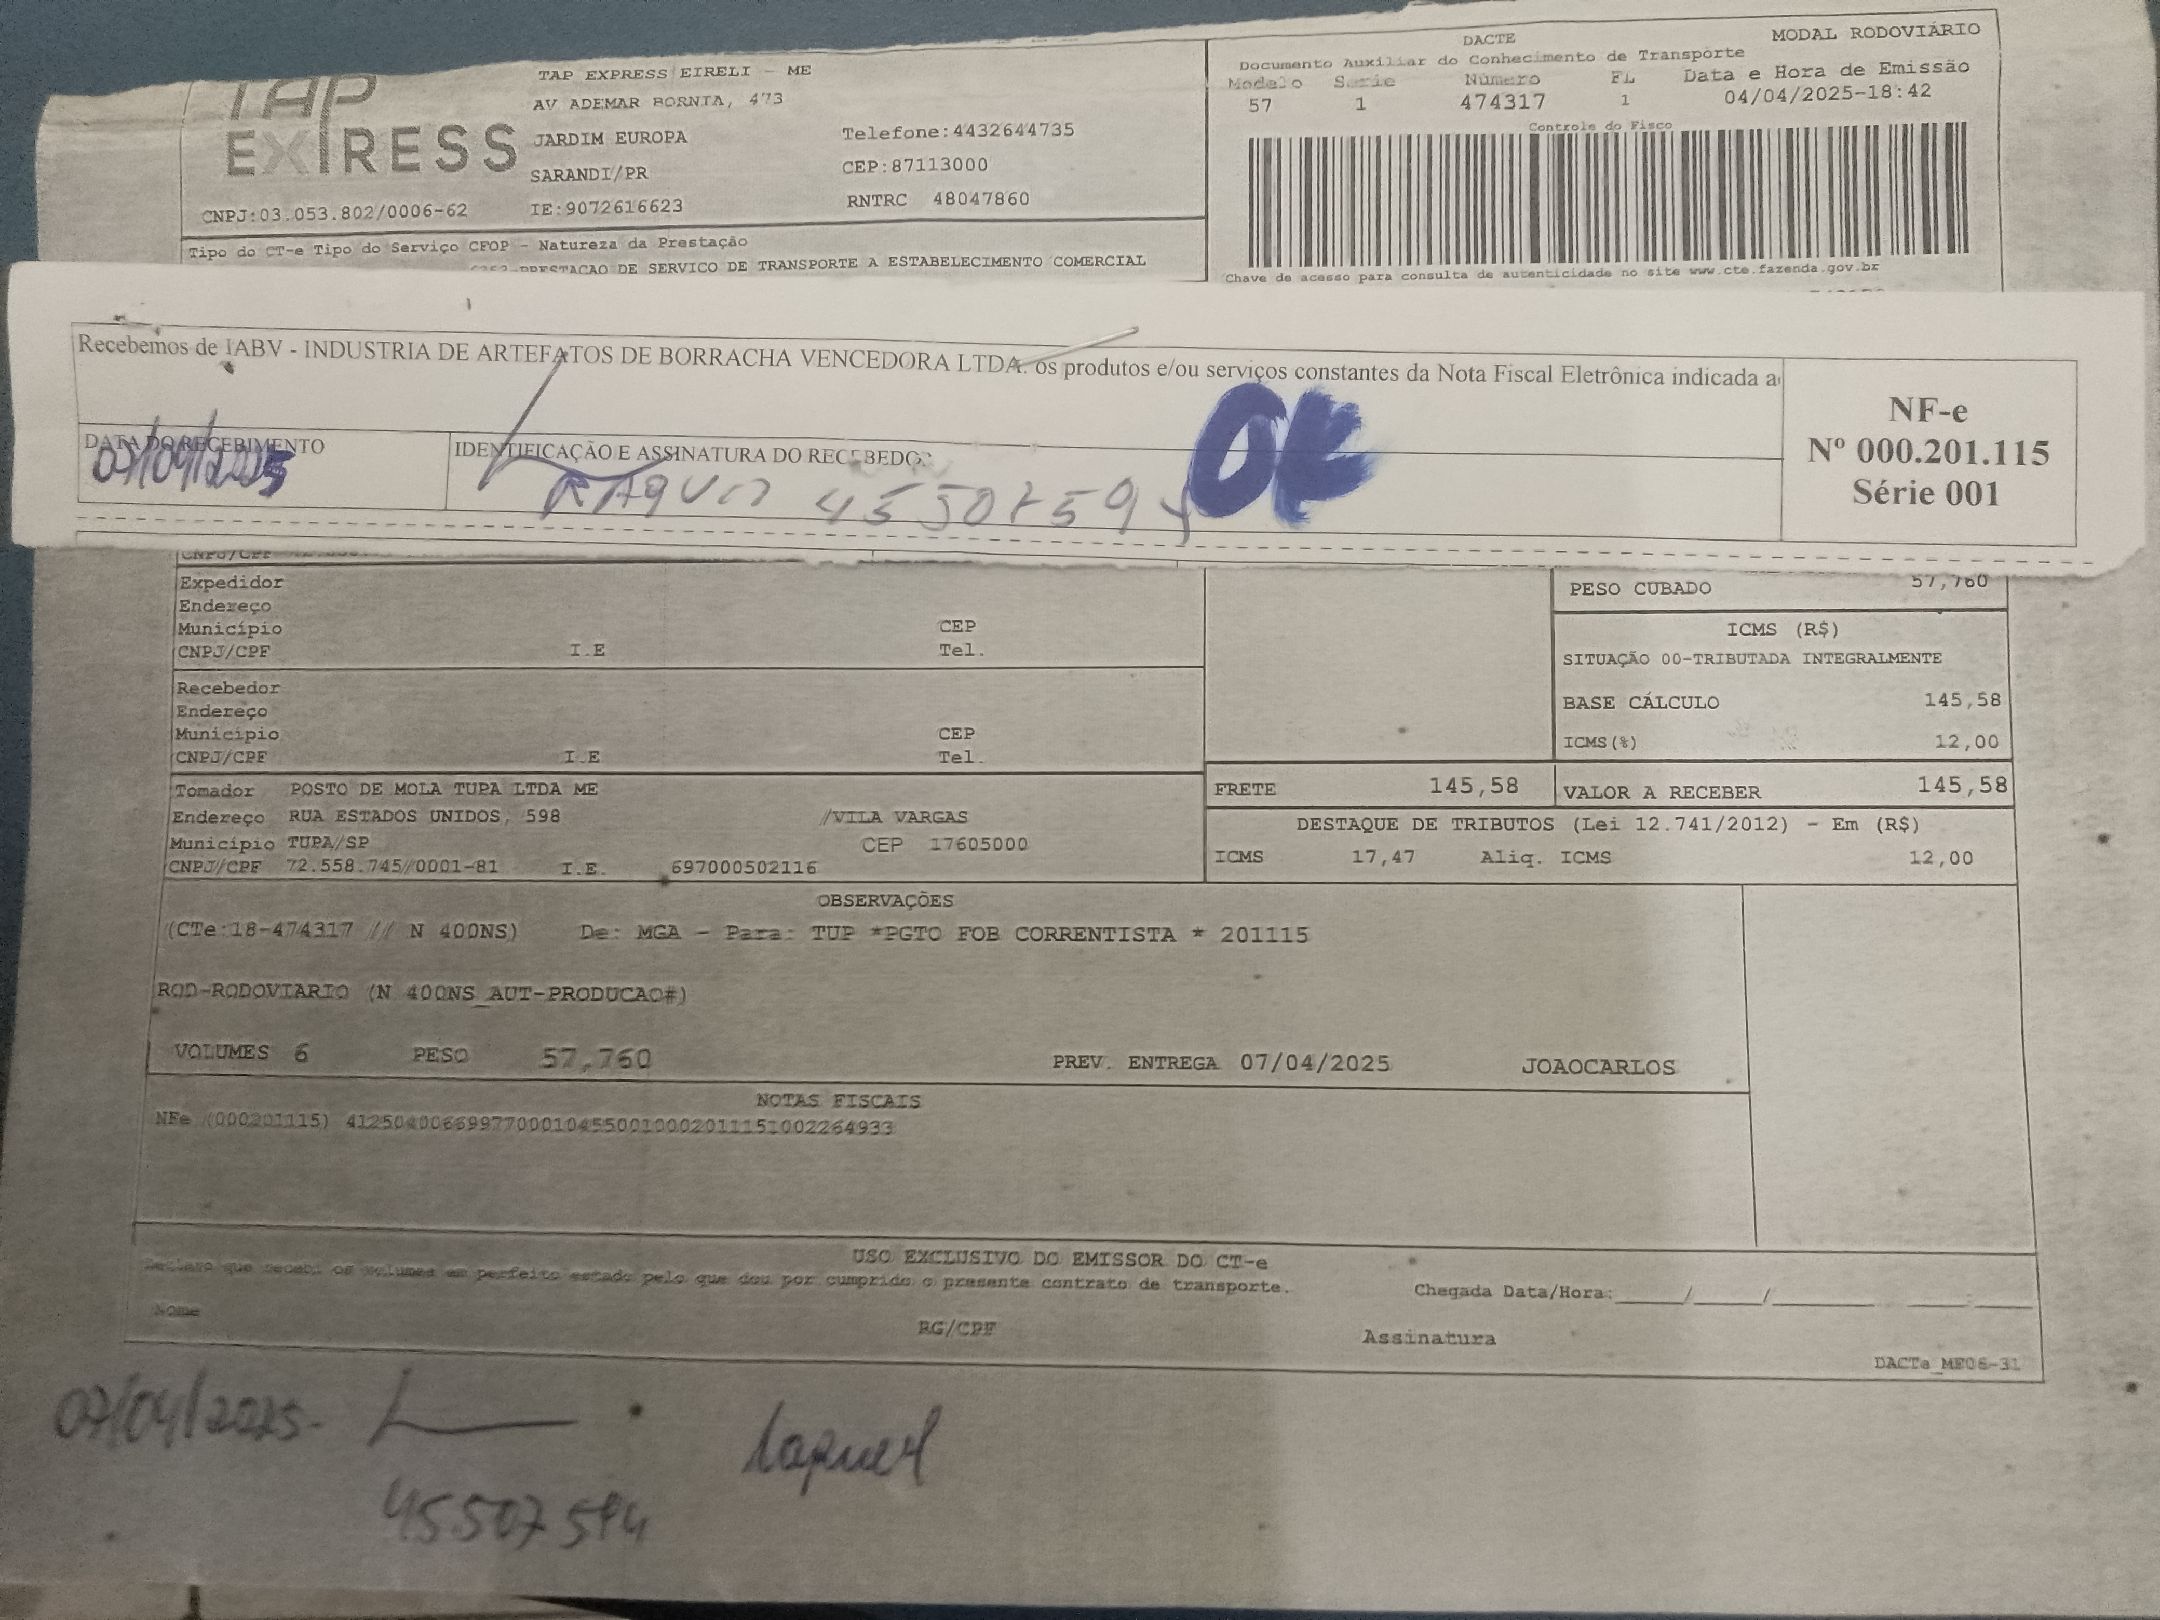 TAP EXPRESS EIRELI - ME
AV ADEMAR BORNIA, 473
JARDIM EUROPA
SARANDI/PR
Telefone:4432644735
CEP:87113000
CNPJ:03.053.802/0006-62
IE:9072616623
RNTRC 48047860
TAP
EXPRESS
DACTE
MODAL RODOVIÁRIO
Documento Auxiliar do Conhecimento de Transporte
Modelo Serie Número FL Data e Hora de Emissão
57 1 474317 1 04/04/2025-18:42
Controle do Fisco
Chave de acesso para consulta de autenticidade no site www.cte.fazenda.gov.br
Tipo do CT-e Tipo do Serviço CFOP - Natureza da Prestação
PRESTACAO DE SERVICO DE TRANSPORTE A ESTABELECIMENTO COMERCIAL
Recebemos de IABV - INDUSTRIA DE ARTEFATOS DE BORRACHA VENCEDORA LTDA. os produtos e/ou serviços constantes da Nota Fiscal Eletrônica indicada a
NF-e
Nº 000.201.115
Série 001
DATA DO RECEBIMENTO
07/04/2025
IDENTIFICAÇÃO E ASSINATURA DO RECEBEDOR
OK
CNPJ/CPF
Expedidor
Endereço
Município CEP
CNPJ/CPF I.E Tel.
Recebedor
Endereço
Município CEP
CNPJ/CPF I.E Tel.
PESO CUBADO 57,760
ICMS (R$)
SITUAÇÃO 00-TRIBUTADA INTEGRALMENTE
BASE CÁLCULO 145,58
ICMS(%) 12,00
Tomador POSTO DE MOLA TUPA LTDA ME
Endereço RUA ESTADOS UNIDOS, 598 /VILA VARGAS
Município TUPA/SP CEP 17605000
CNPJ/CPF 72.558.745/0001-81 I.E. 697000502116
FRETE 145,58 VALOR A RECEBER 145,58
DESTAQUE DE TRIBUTOS (Lei 12.741/2012) - Em (R$)
ICMS 17,47 Aliq. ICMS 12,00
OBSERVAÇÕES
(CTe:18-474317 // N 400NS) De: MGA - Para: TUP *PGTO FOB CORRENTISTA * 201115
ROD-RODOVIARIO (N 400NS_AUT-PRODUCAO#)
VOLUMES 6 PESO 57,760 PREV. ENTREGA 07/04/2025 JOAOCARLOS
NOTAS FISCAIS
NFe (000201115) 41250400669977000104550010002011151002264933
USO EXCLUSIVO DO EMISSOR DO CT-e
Declaro que recebi os volumes em perfeito estado pelo que dou por cumprido o presente contrato de transporte.
Chegada Data/Hora:_____/_____/_______ ____:____
Nome RG/CPF Assinatura
DACTe_ME06-31
07/04/2025
Raquel